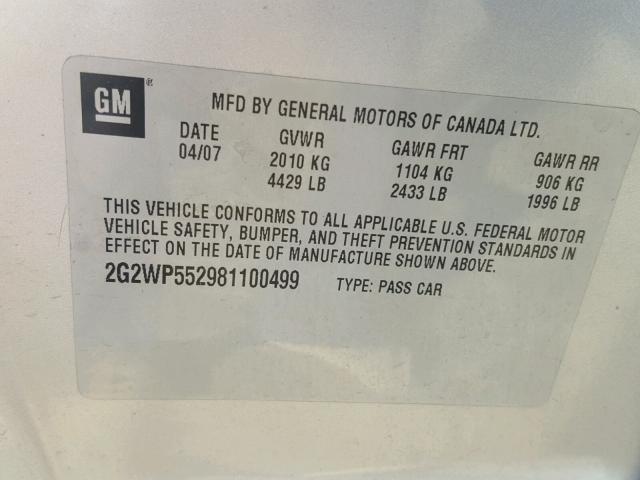 GM®
MFD BY GENERAL MOTORS OF CANADA LTD.
DATE GVWR GAWR FRT GAWR RR
04/07 2010 KG 1104 KG 906 KG
4429 LB 2433 LB 1996 LB
THIS VEHICLE CONFORMS TO ALL APPLICABLE U.S. FEDERAL MOTOR
VEHICLE SAFETY, BUMPER, AND THEFT PREVENTION STANDARDS IN
EFFECT ON THE DATE OF MANUFACTURE SHOWN ABOVE.
2G2WP552981100499 TYPE: PASS CAR